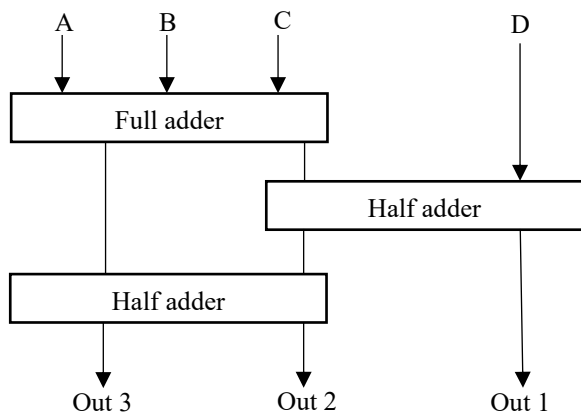 A B C D
Full adder
Half adder
Half adder
Out 3 Out 2 Out 1